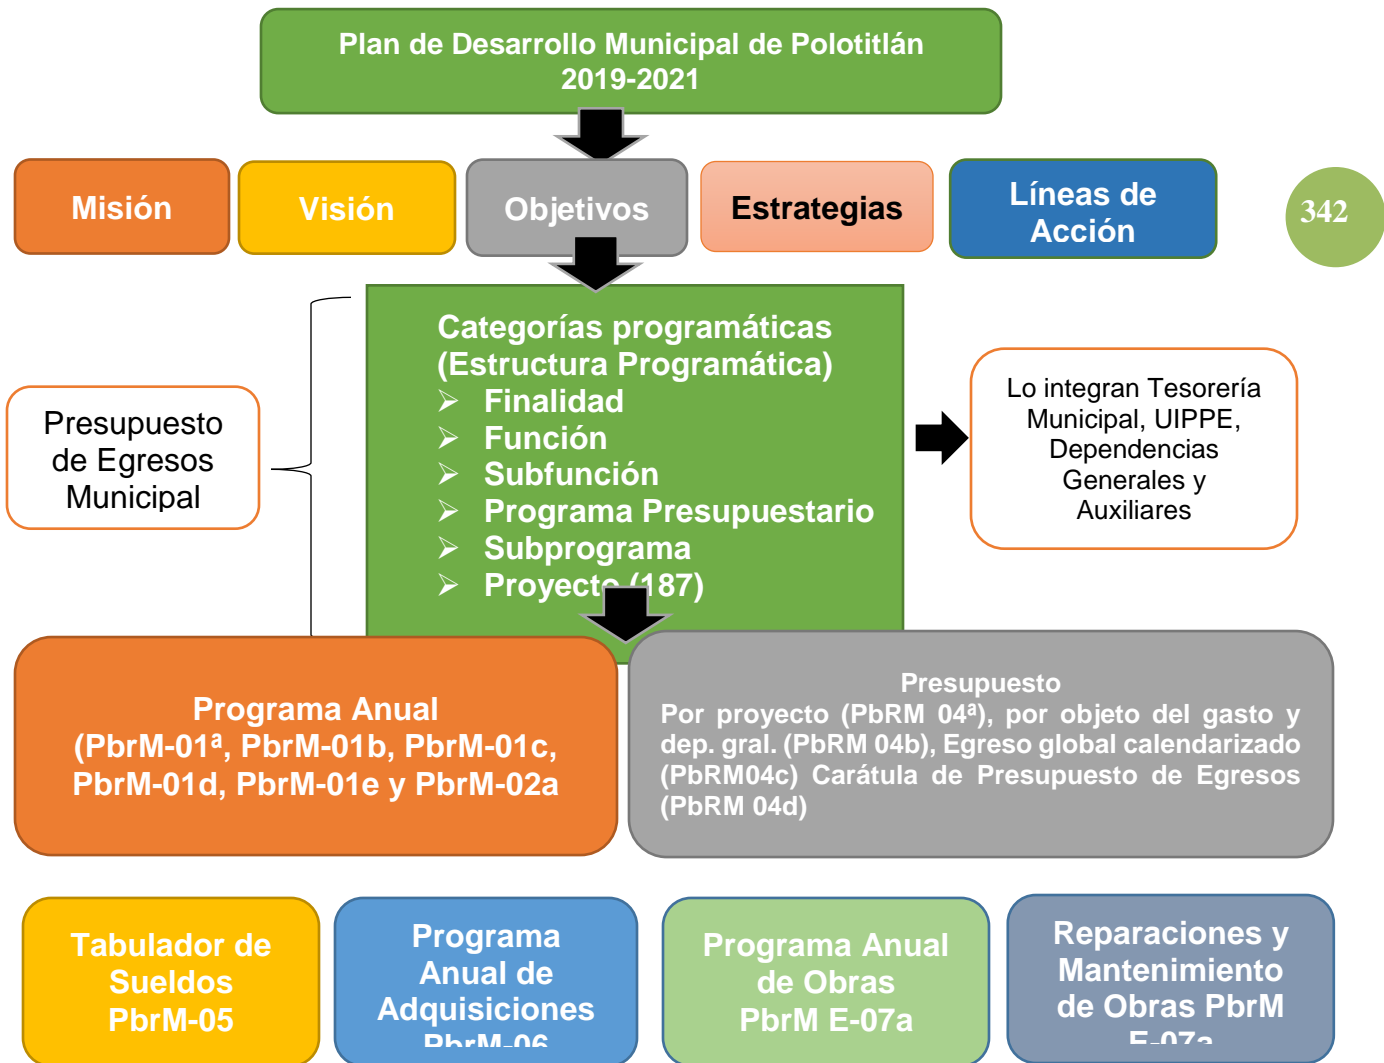 Plan de Desarrollo Municipal de Polotitlán
2019-2021
Misión
Visión
Objetivos
Estrategias
Líneas de
Acción
342
Categorías programáticas
(Estructura Programática)
➢ Finalidad
➢ Función
➢ Subfunción
➢ Programa Presupuestario
➢ Subprograma
➢ Proyecto (187)
Presupuesto
de Egresos
Municipal
Lo integran Tesorería
Municipal, UIPPE,
Dependencias
Generales y
Auxiliares
Programa Anual
(PbrM-01ª, PbrM-01b, PbrM-01c,
PbrM-01d, PbrM-01e y PbrM-02a
Presupuesto
Por proyecto (PbRM 04ª), por objeto del gasto y
dep. gral. (PbRM 04b), Egreso global calendarizado
(PbRM04c) Carátula de Presupuesto de Egresos
(PbRM 04d)
Tabulador de
Sueldos
PbrM-05
Programa
Anual de
Adquisiciones
PbrM-06
Programa Anual
de Obras
PbrM E-07a
Reparaciones y
Mantenimiento
de Obras PbrM
E-07a